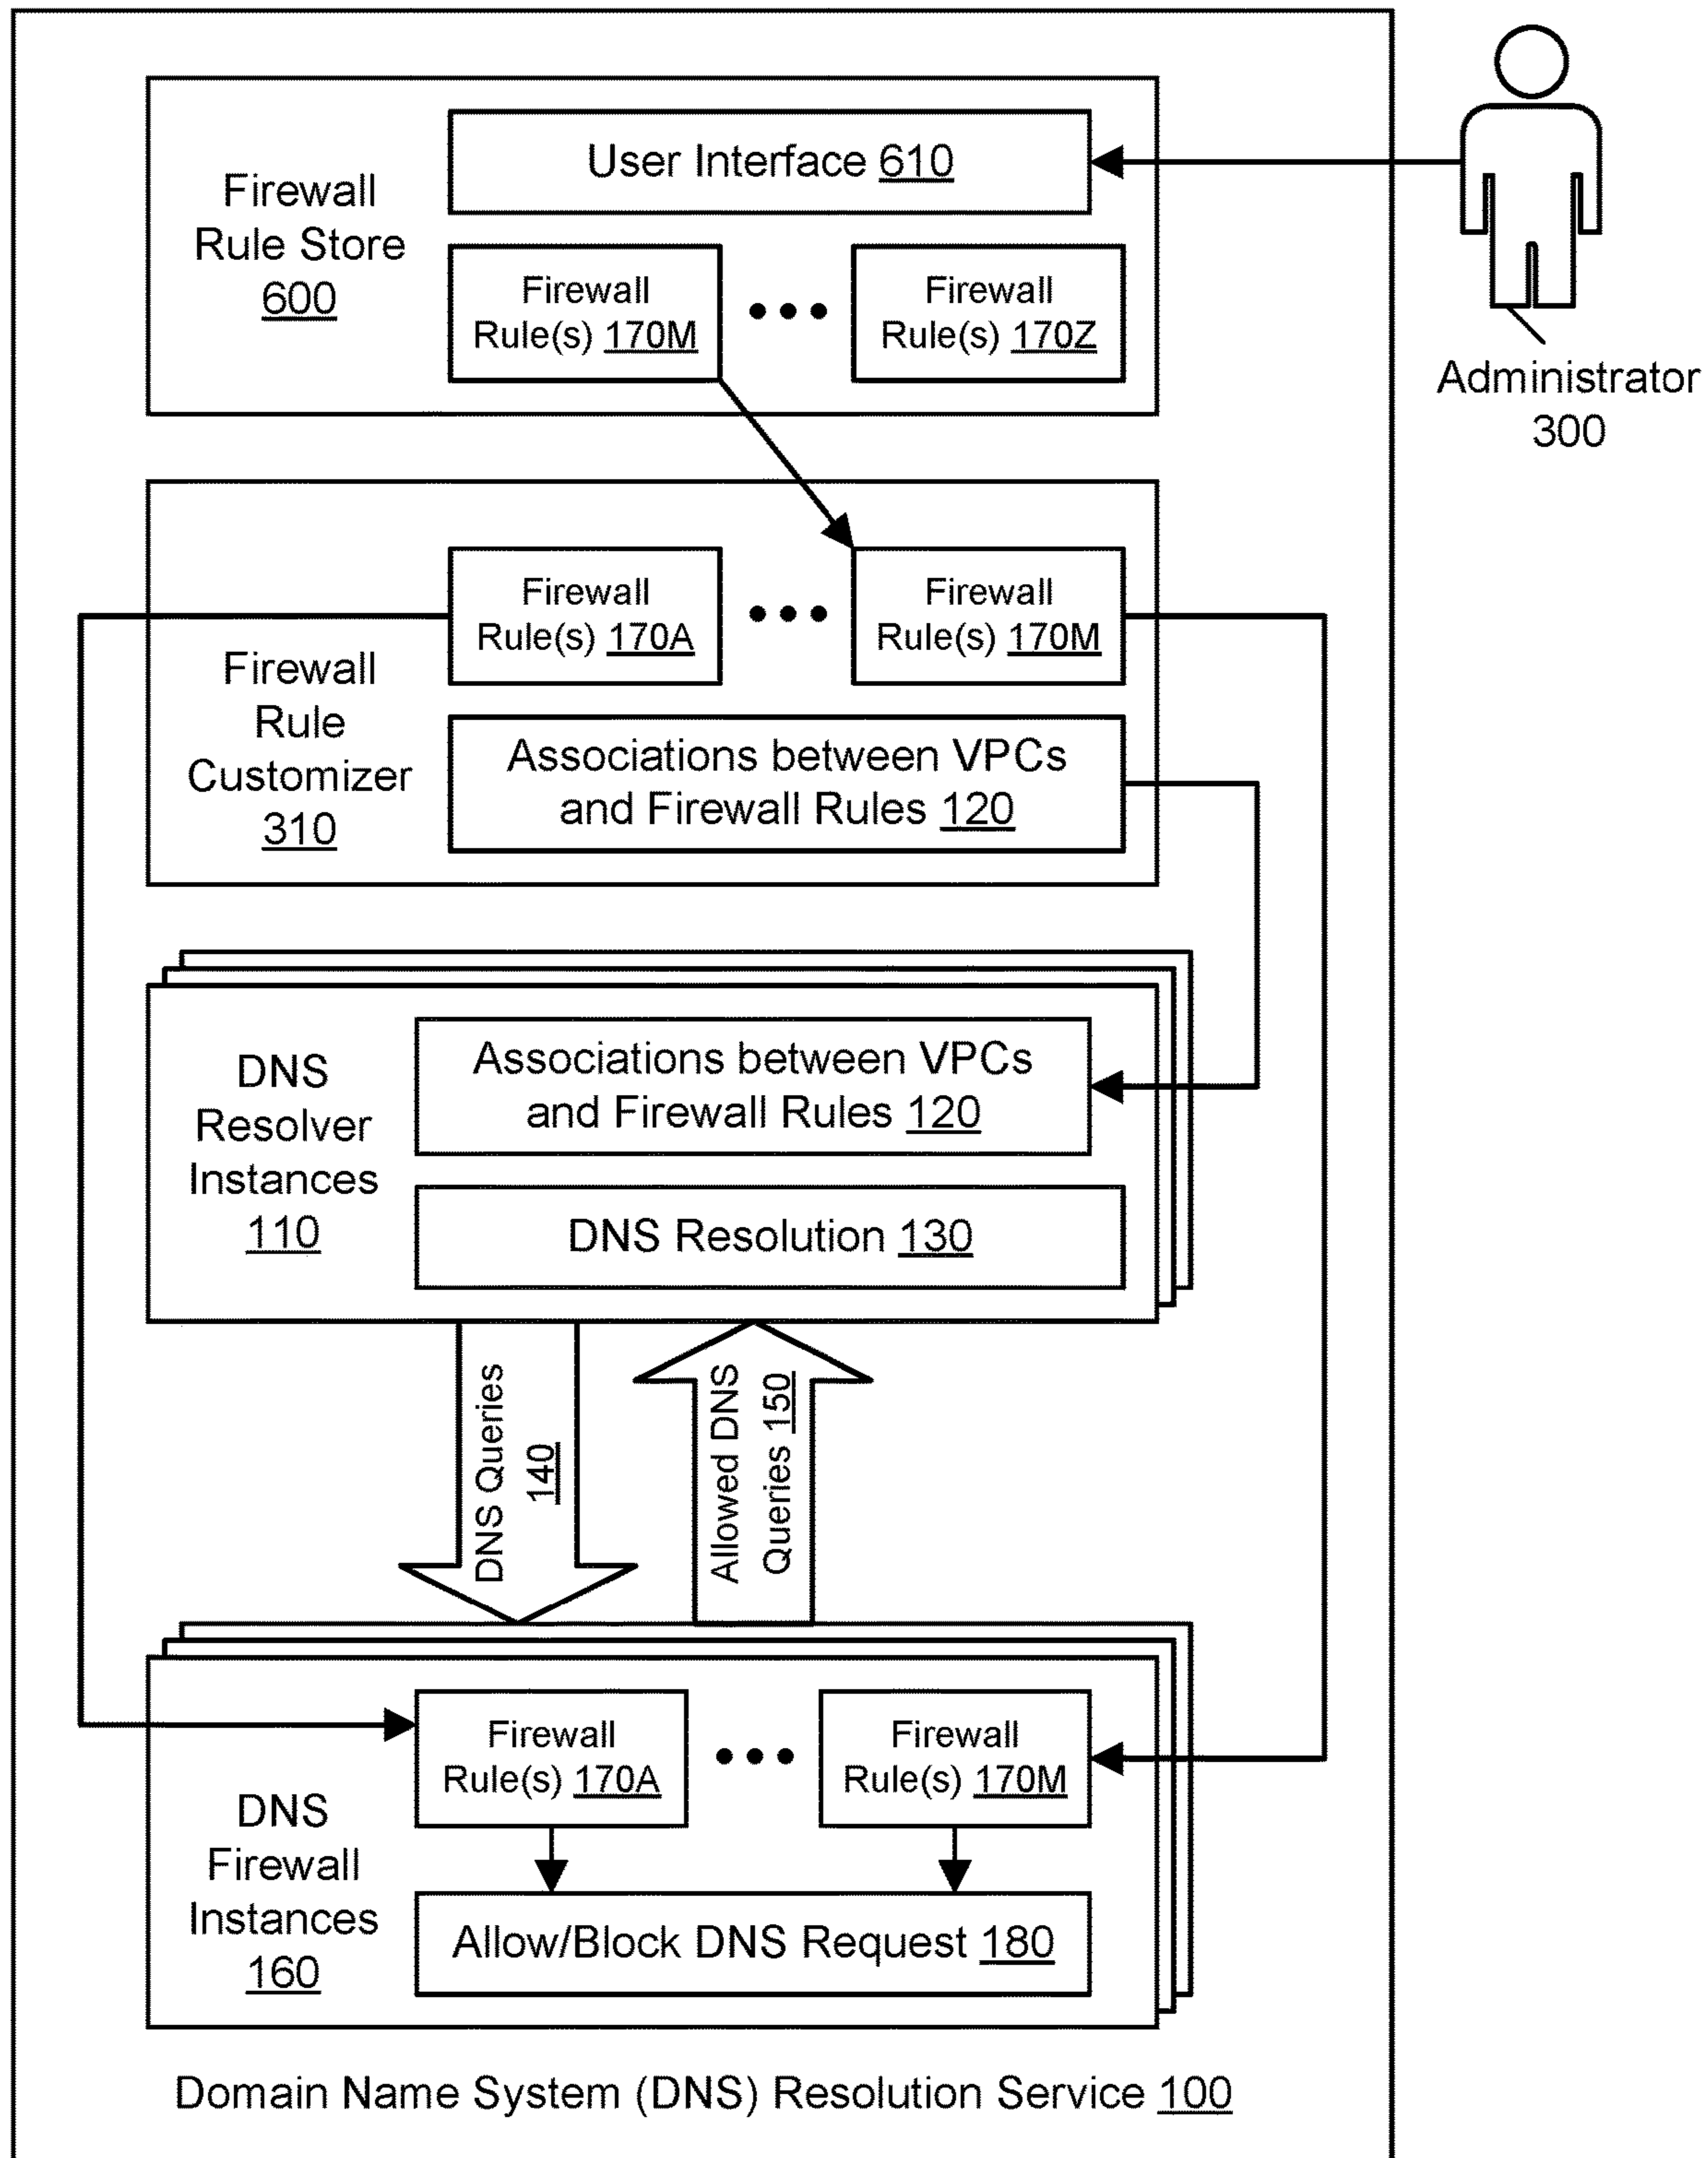 User Interface 610
Firewall
Rule Store
600
Firewall
Rule(s) 170M
Firewall
Rule(s) 170Z
Administrator
300
Firewall
Rule(s) 170A
Firewall
Rule(s) 170M
Firewall
Rule
Customizer
310
Associations between VPCs
and Firewall Rules 120
DNS
Resolver
Instances
110
Associations between VPCs
and Firewall Rules 120
DNS Resolution 130
DNS Queries
140
Allowed DNS
Queries 150
Firewall
Rule(s) 170A
Firewall
Rule(s) 170M
DNS
Firewall
Instances
160
Allow/Block DNS Request 180
Domain Name System (DNS) Resolution Service 100